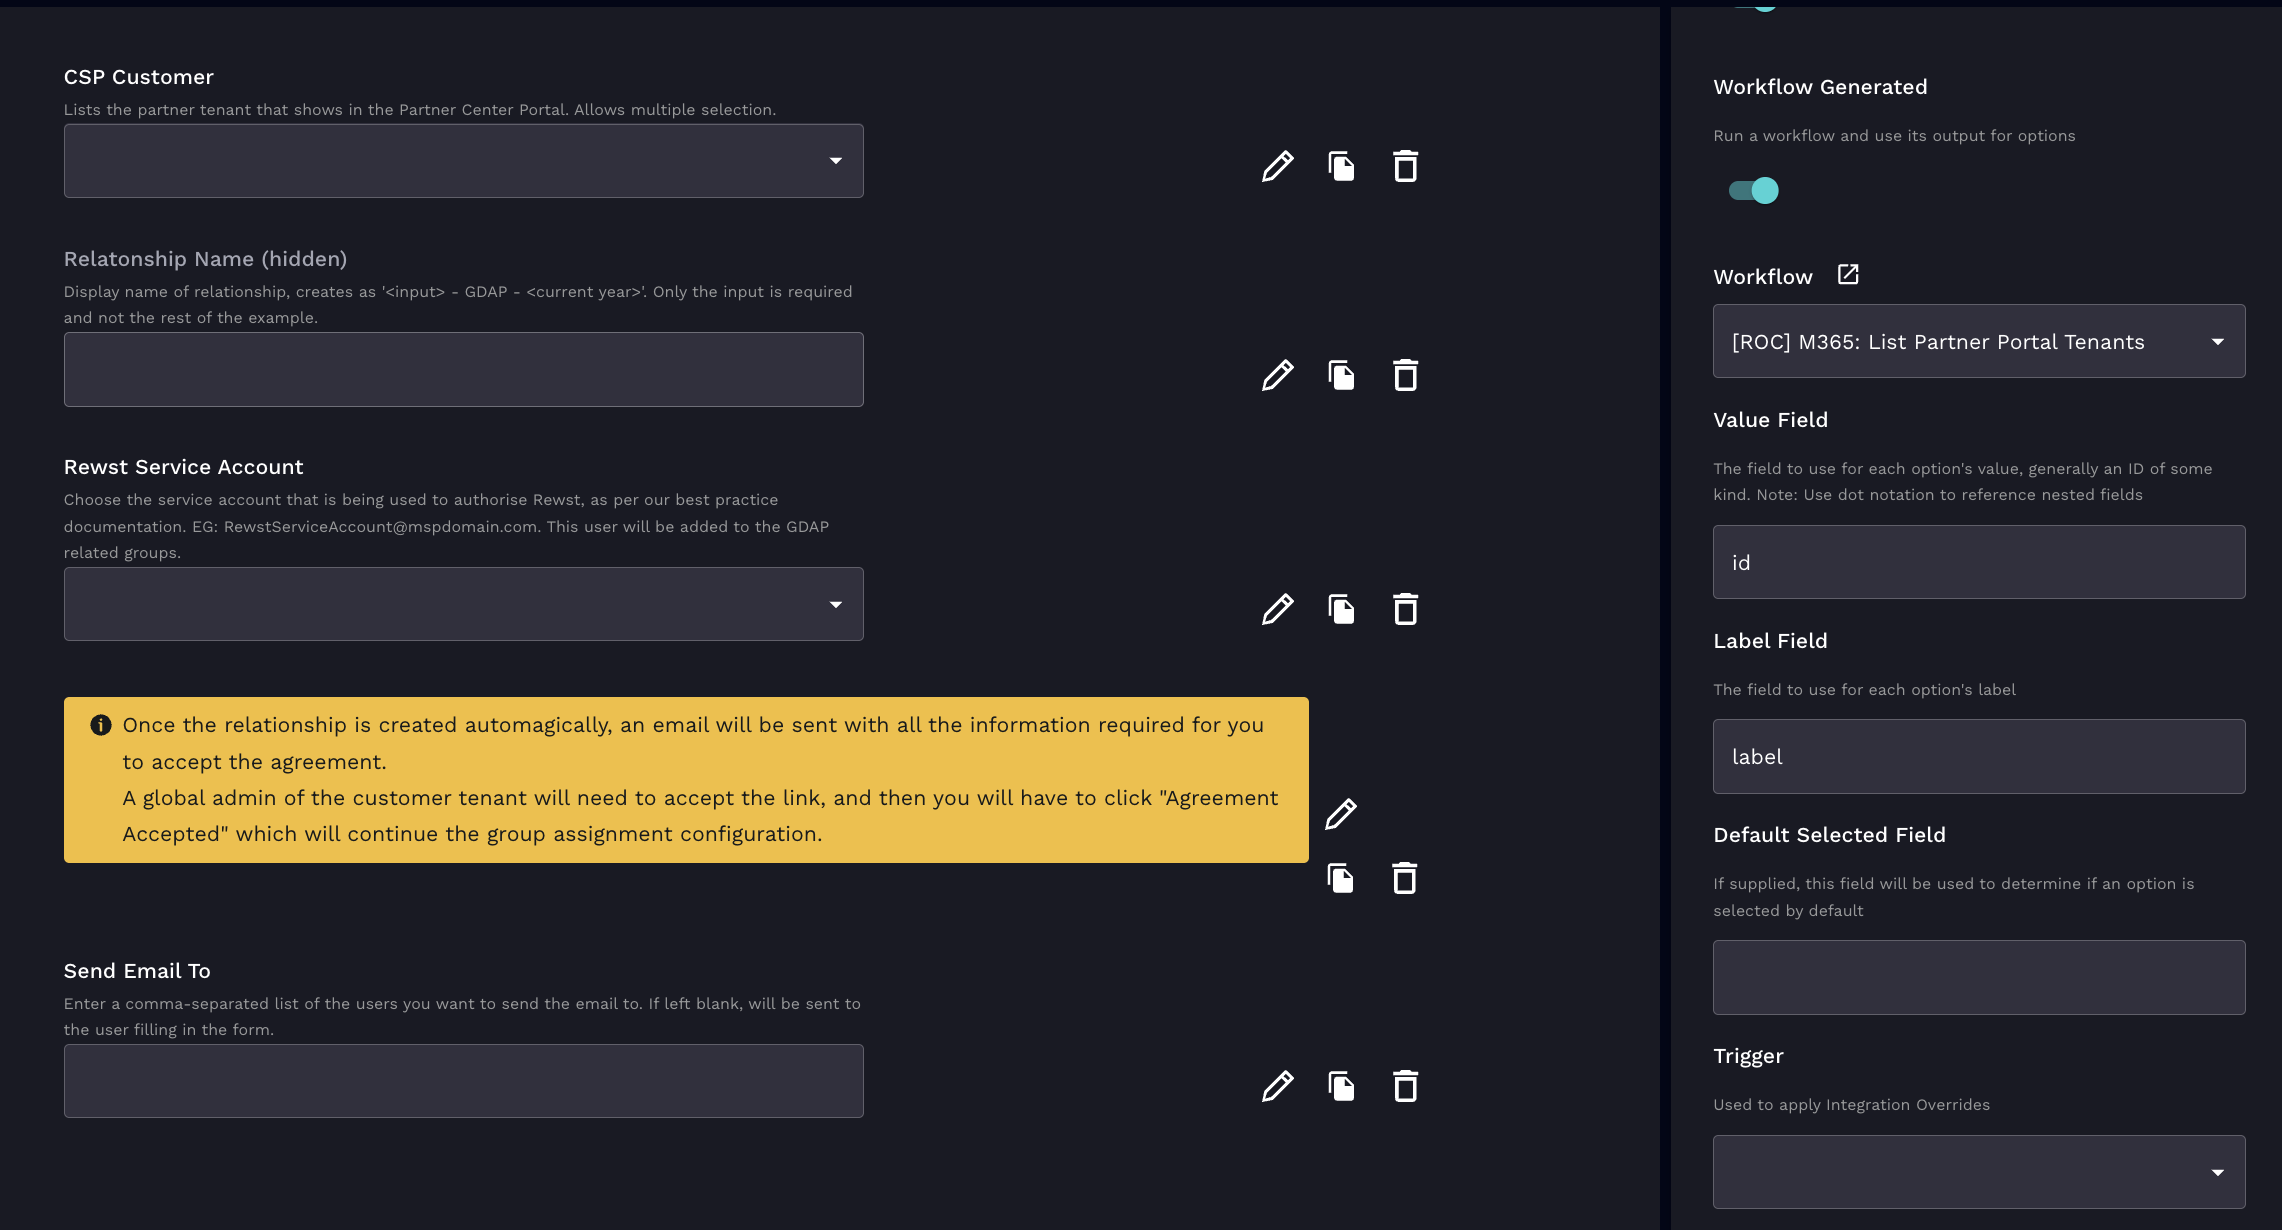 CSP Customer
Lists the partner tenant that shows in the Partner Center Portal. Allows multiple selection.
Relatonship Name (hidden)
Display name of relationship, creates as '<input> - GDAP - <current year>'. Only the input is required
and not the rest of the example.
Rewst Service Account
Choose the service account that is being used to authorise Rewst, as per our best practice
documentation. EG: RewstServiceAccount@mspdomain.com. This user will be added to the GDAP
related groups.
Once the relationship is created automagically, an email will be sent with all the information required for you
to accept the agreement.
A global admin of the customer tenant will need to accept the link, and then you will have to click "Agreement
Accepted" which will continue the group assignment configuration.
Send Email To
Enter a comma-separated list of the users you want to send the email to. If left blank, will be sent to
the user filling in the form.
Workflow Generated
Run a workflow and use its output for options
Workflow
[ROC] M365: List Partner Portal Tenants
Value Field
The field to use for each option's value, generally an ID of some
kind. Note: Use dot notation to reference nested fields
id
Label Field
The field to use for each option's label
label
Default Selected Field
If supplied, this field will be used to determine if an option is
selected by default
Trigger
Used to apply Integration Overrides